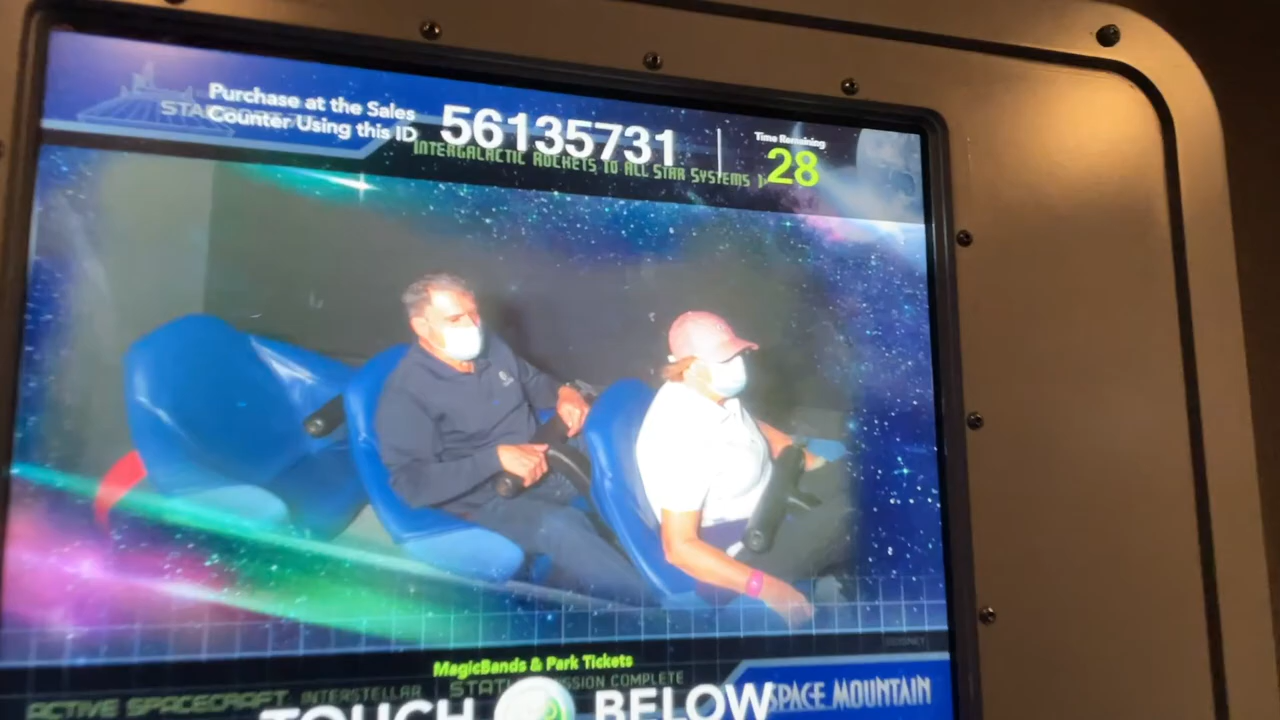 Purchase at the Sales
Counter Using this ID
56135731
Time Remaining
28
INTERGALACTIC ROCKETS TO ALL STAR SYSTEMS
MagicBands & Park Tickets
ACTIVE SPACECRAFT INTERSTELLAR
COMPLETE
TOUCH BELOW
SPACE MOUNTAIN